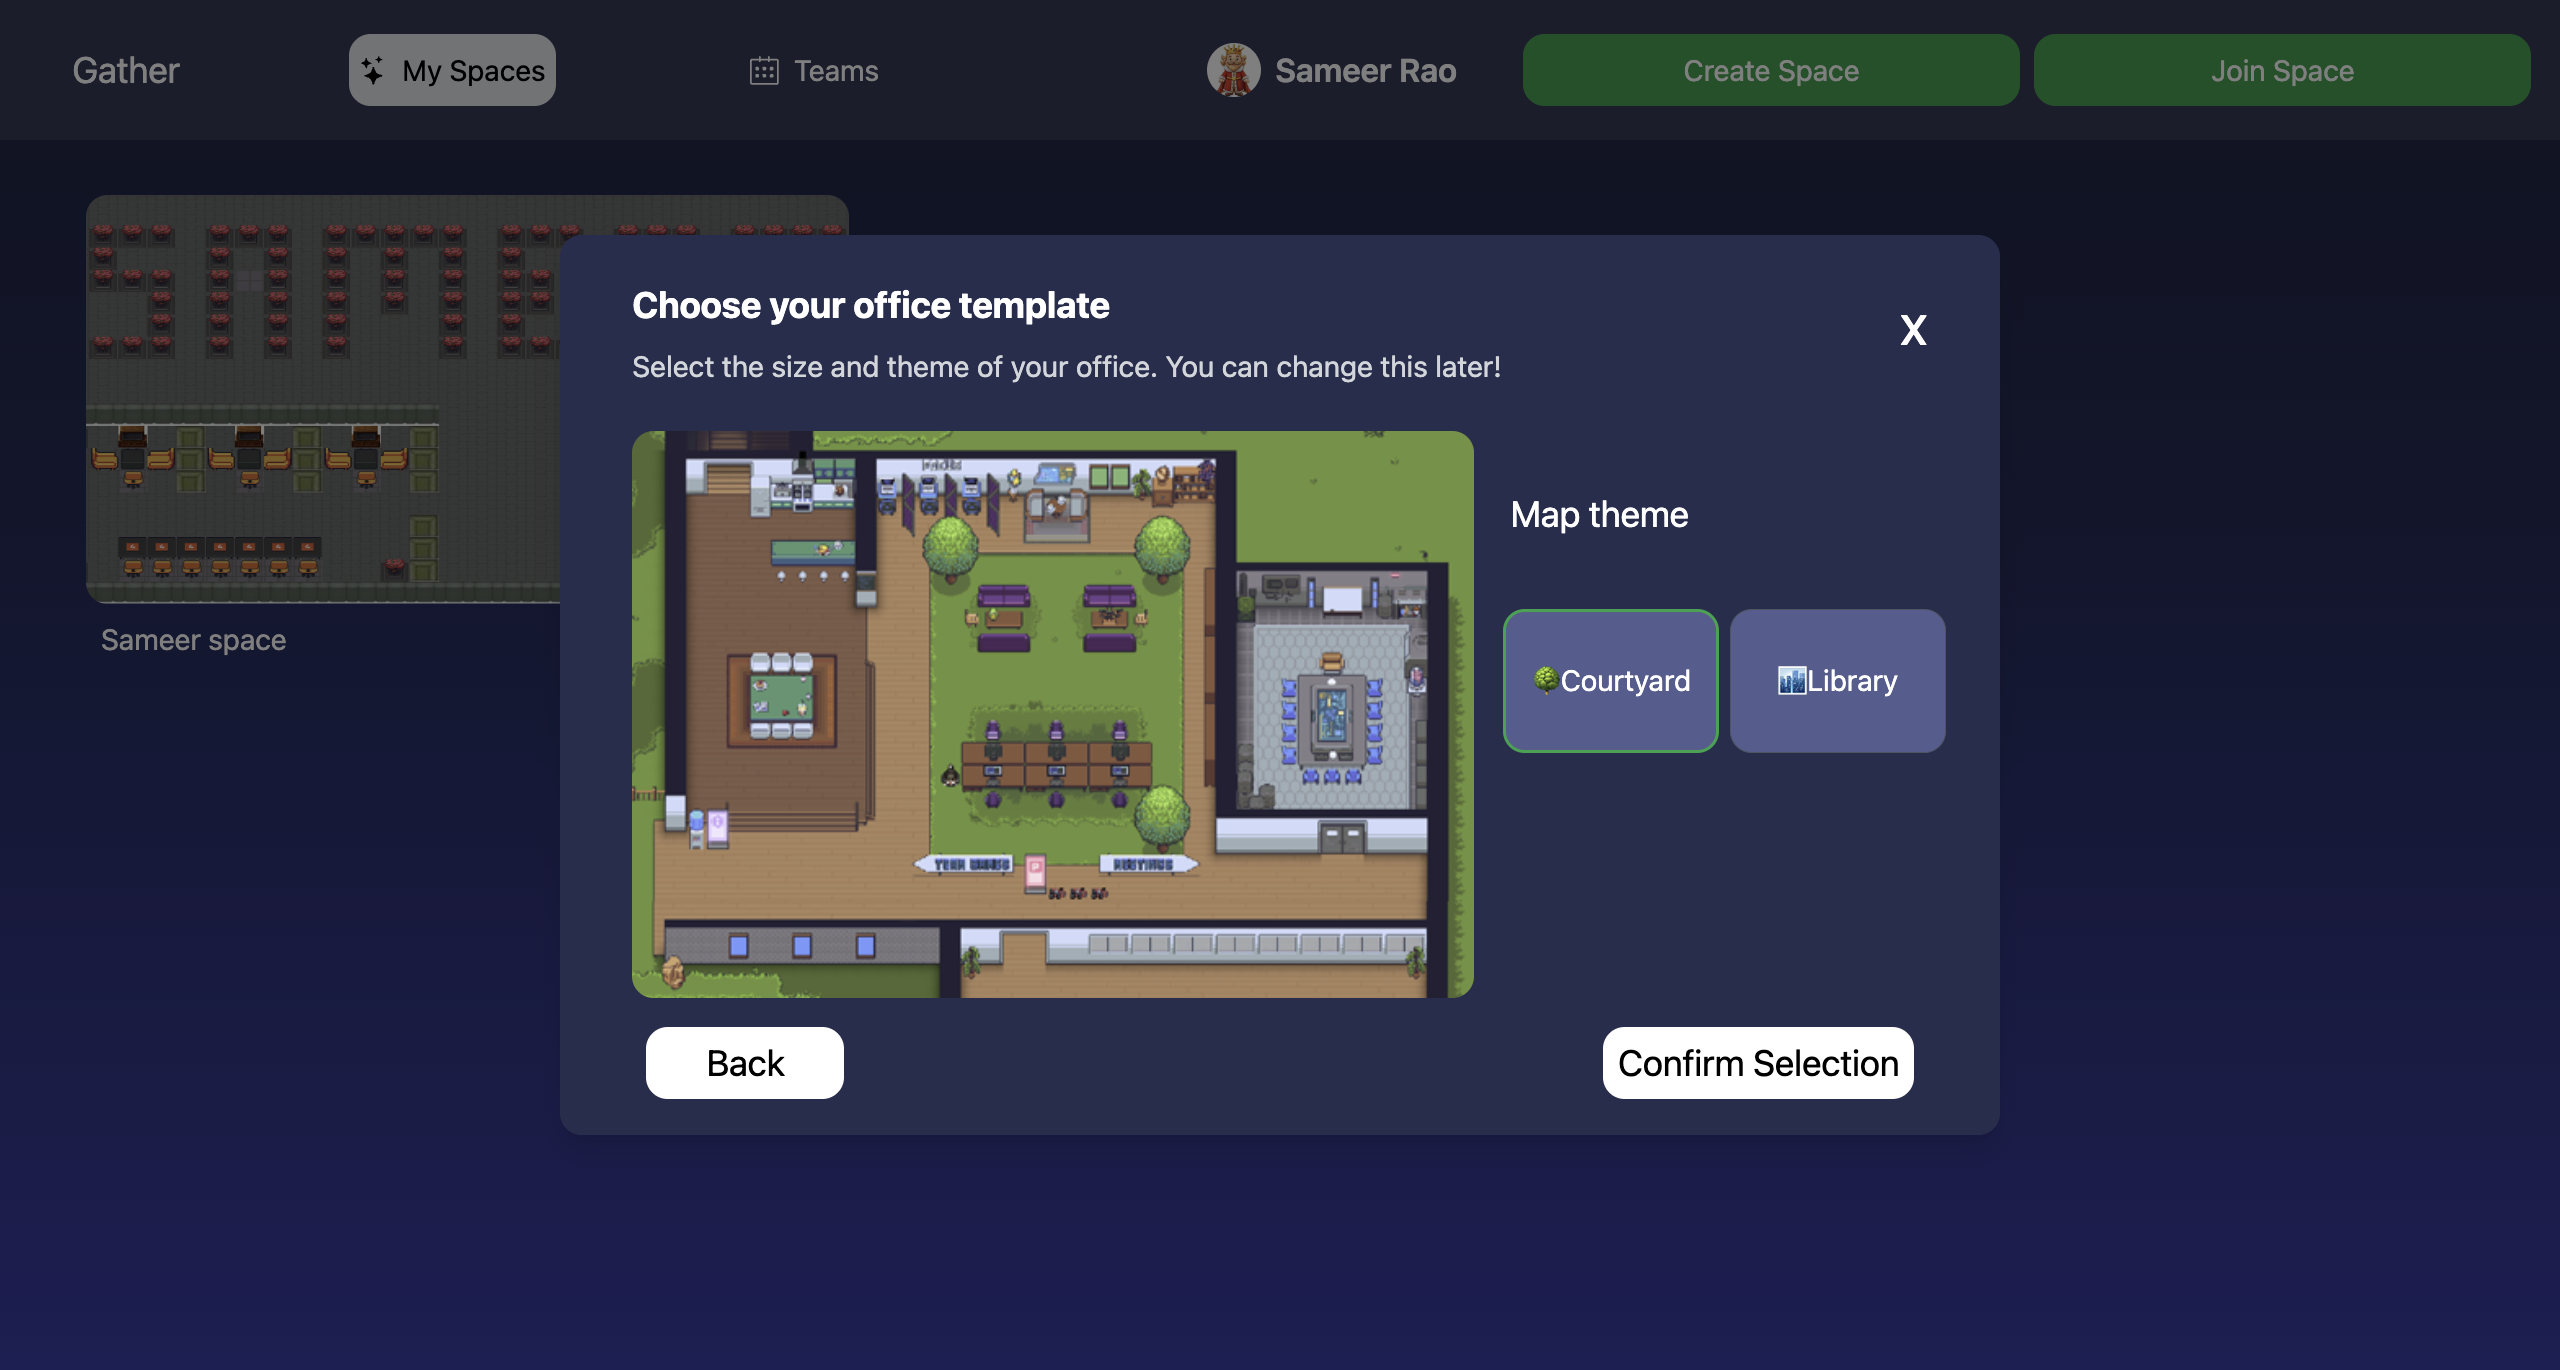 Gather
My Spaces
Teams
Sameer Rao
Create Space
Join Space
Sameer space
Choose your office template
X
Select the size and theme of your office. You can change this later!
Map theme
Courtyard
Library
MEETINGS
Back
Confirm Selection